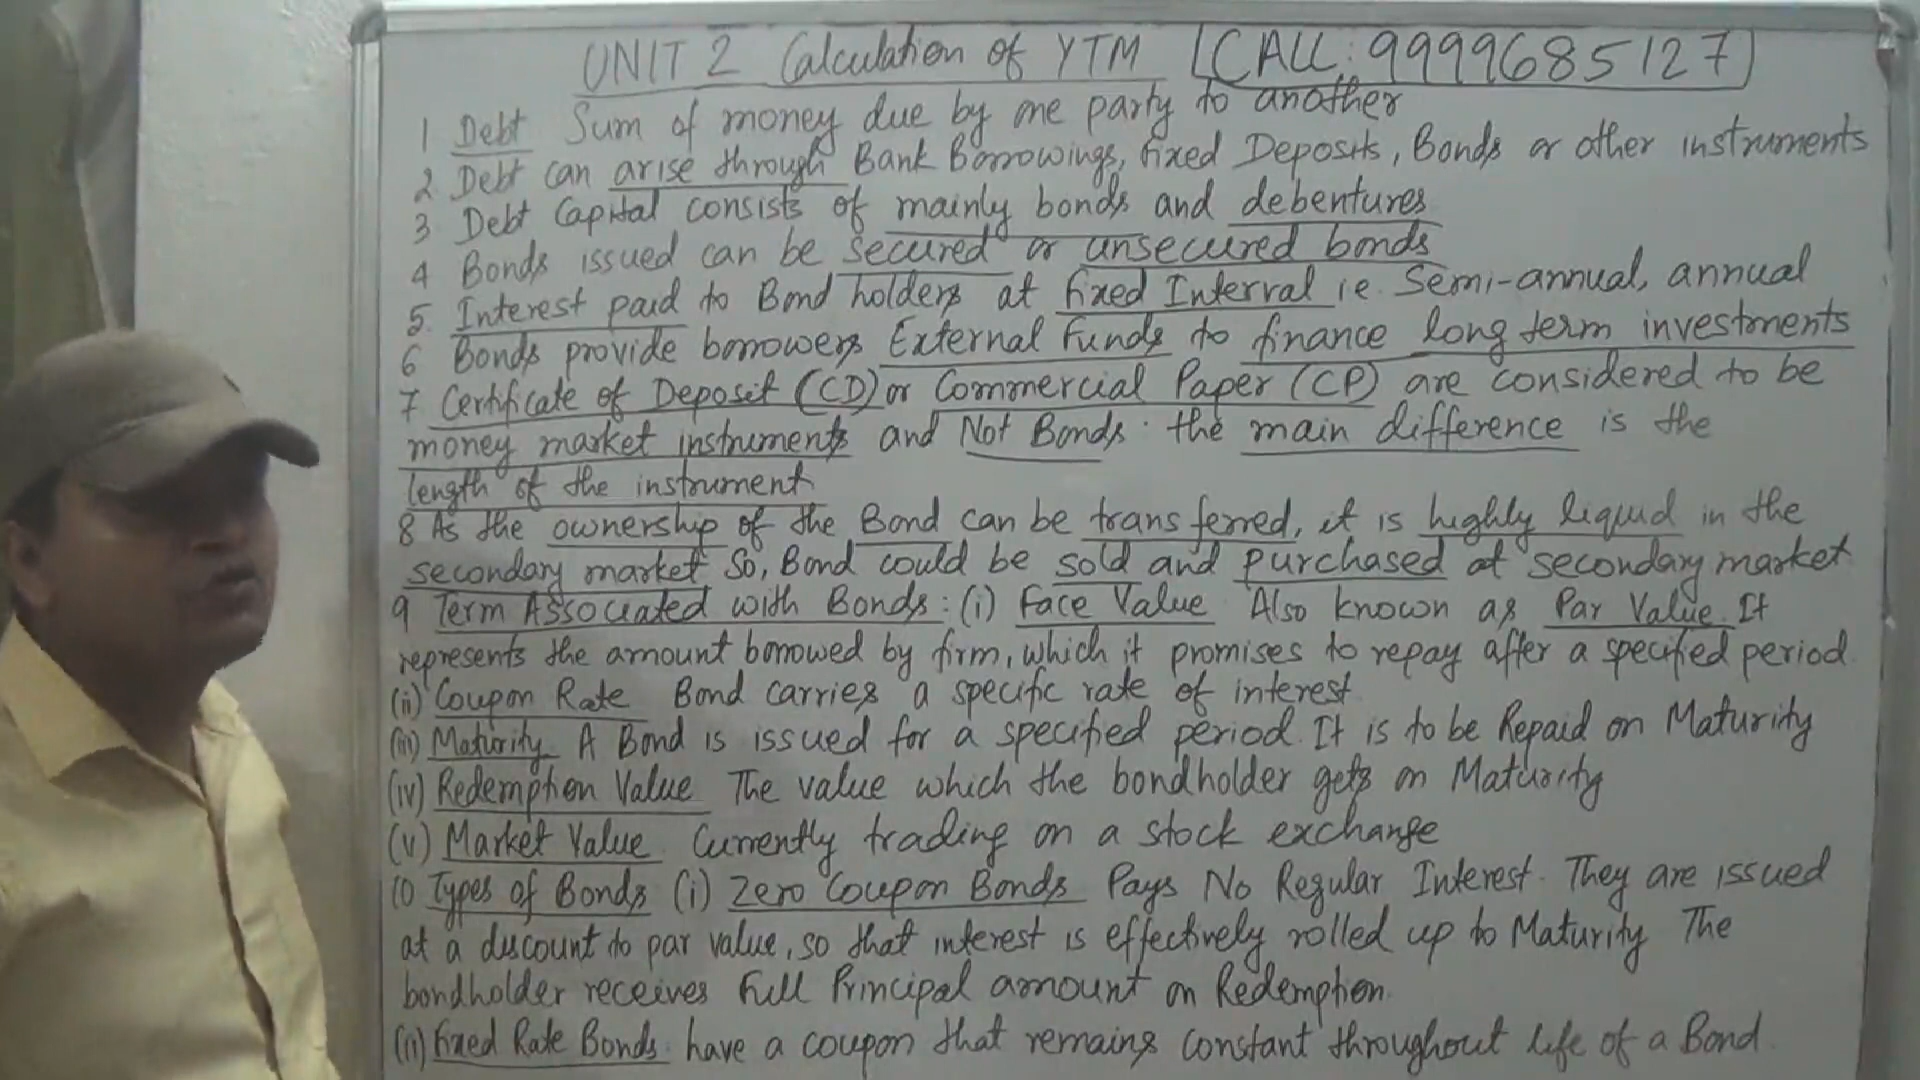 UNIT 2 Calculation of YTM CALL: 9999685127
1 Debt Sum of money due by one party to another
2 Debt can arise through Bank Borrowings, fixed Deposits, Bonds or other instruments
3 Debt Capital consists of mainly bonds and debentures
4 Bonds issued can be secured or unsecured bonds
5. Interest paid to Bond holders at fixed Interval ie. Semi-annual, annual
6 Bonds provide borrowers External Funds to finance long term investments
7 Certificate of Deposit (CD) or Commercial Paper (CP) are considered to be
money market instruments and Not Bonds. the main difference is the
length of the instrument
8 As the ownership of the Bond can be transferred, it is highly liquid in the
secondary market So, Bond could be sold and purchased at secondary market
9 Term Associated with Bonds: (i) Face Value Also known as Par Value. It
represents the amount borrowed by firm, which it promises to repay after a specified period.
(ii) Coupon Rate Bond carries a specific rate of interest
(iii) Maturity A Bond is issued for a specified period. It is to be Repaid on Maturity
(iv) Redemption Value The value which the bondholder gets on Maturity
(v) Market Value Currently trading on a stock exchange
10 Types of Bonds (i) Zero Coupon Bonds Pays No Regular Interest. They are issued
at a discount to par value, so that interest is effectively rolled up to Maturity The
bondholder receives Full Principal amount on Redemption.
(ii) Fixed Rate Bonds have a coupon that remains constant throughout life of a Bond.